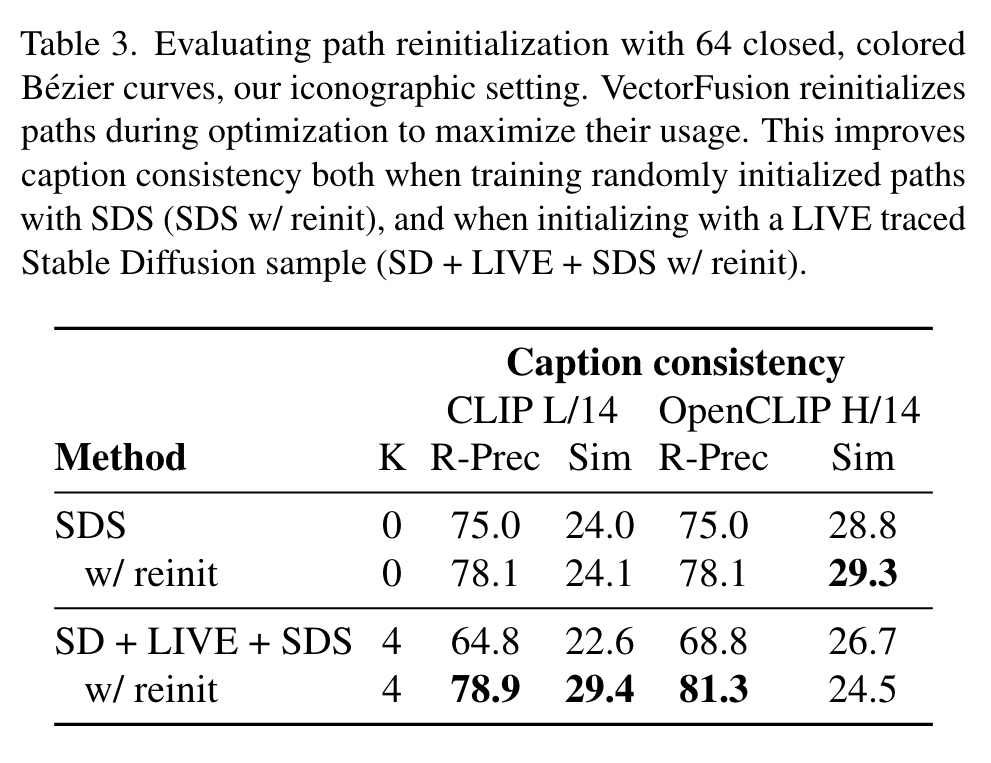 Table 3. Evaluating path reinitialization with 64 closed, colored
Bézier curves, our iconographic setting. VectorFusion reinitializes
paths during optimization to maximize their usage. This improves
caption consistency both when training randomly initialized paths
with SDS (SDS w/ reinit), and when initializing with a LIVE traced
Stable Diffusion sample (SD + LIVE + SDS w/ reinit).
Caption consistency
CLIP L/14 OpenCLIP H/14
Method K R-Prec Sim R-Prec Sim
SDS 0 75.0 24.0 75.0 28.8
w/ reinit 0 78.1 24.1 78.1 29.3
SD + LIVE + SDS 4 64.8 22.6 68.8 26.7
w/ reinit 4 78.9 29.4 81.3 24.5